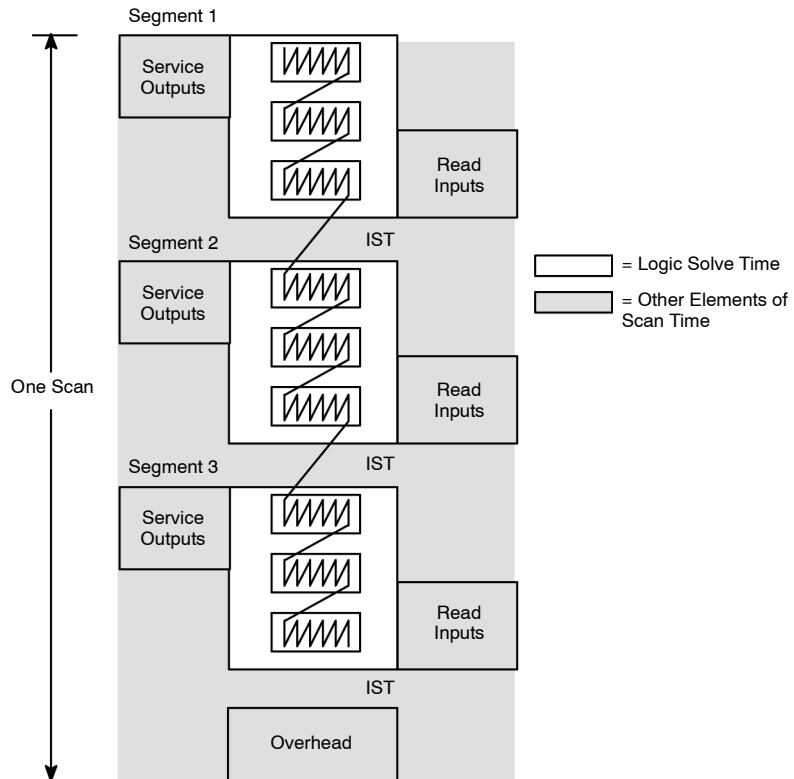 Segment 1
Service
Outputs
Read
Inputs
IST
Segment 2
= Logic Solve Time
Service
Outputs
= Other Elements of
Scan Time
One Scan
Read
Inputs
IST
Segment 3
Service
Outputs
Read
Inputs
IST
Overhead